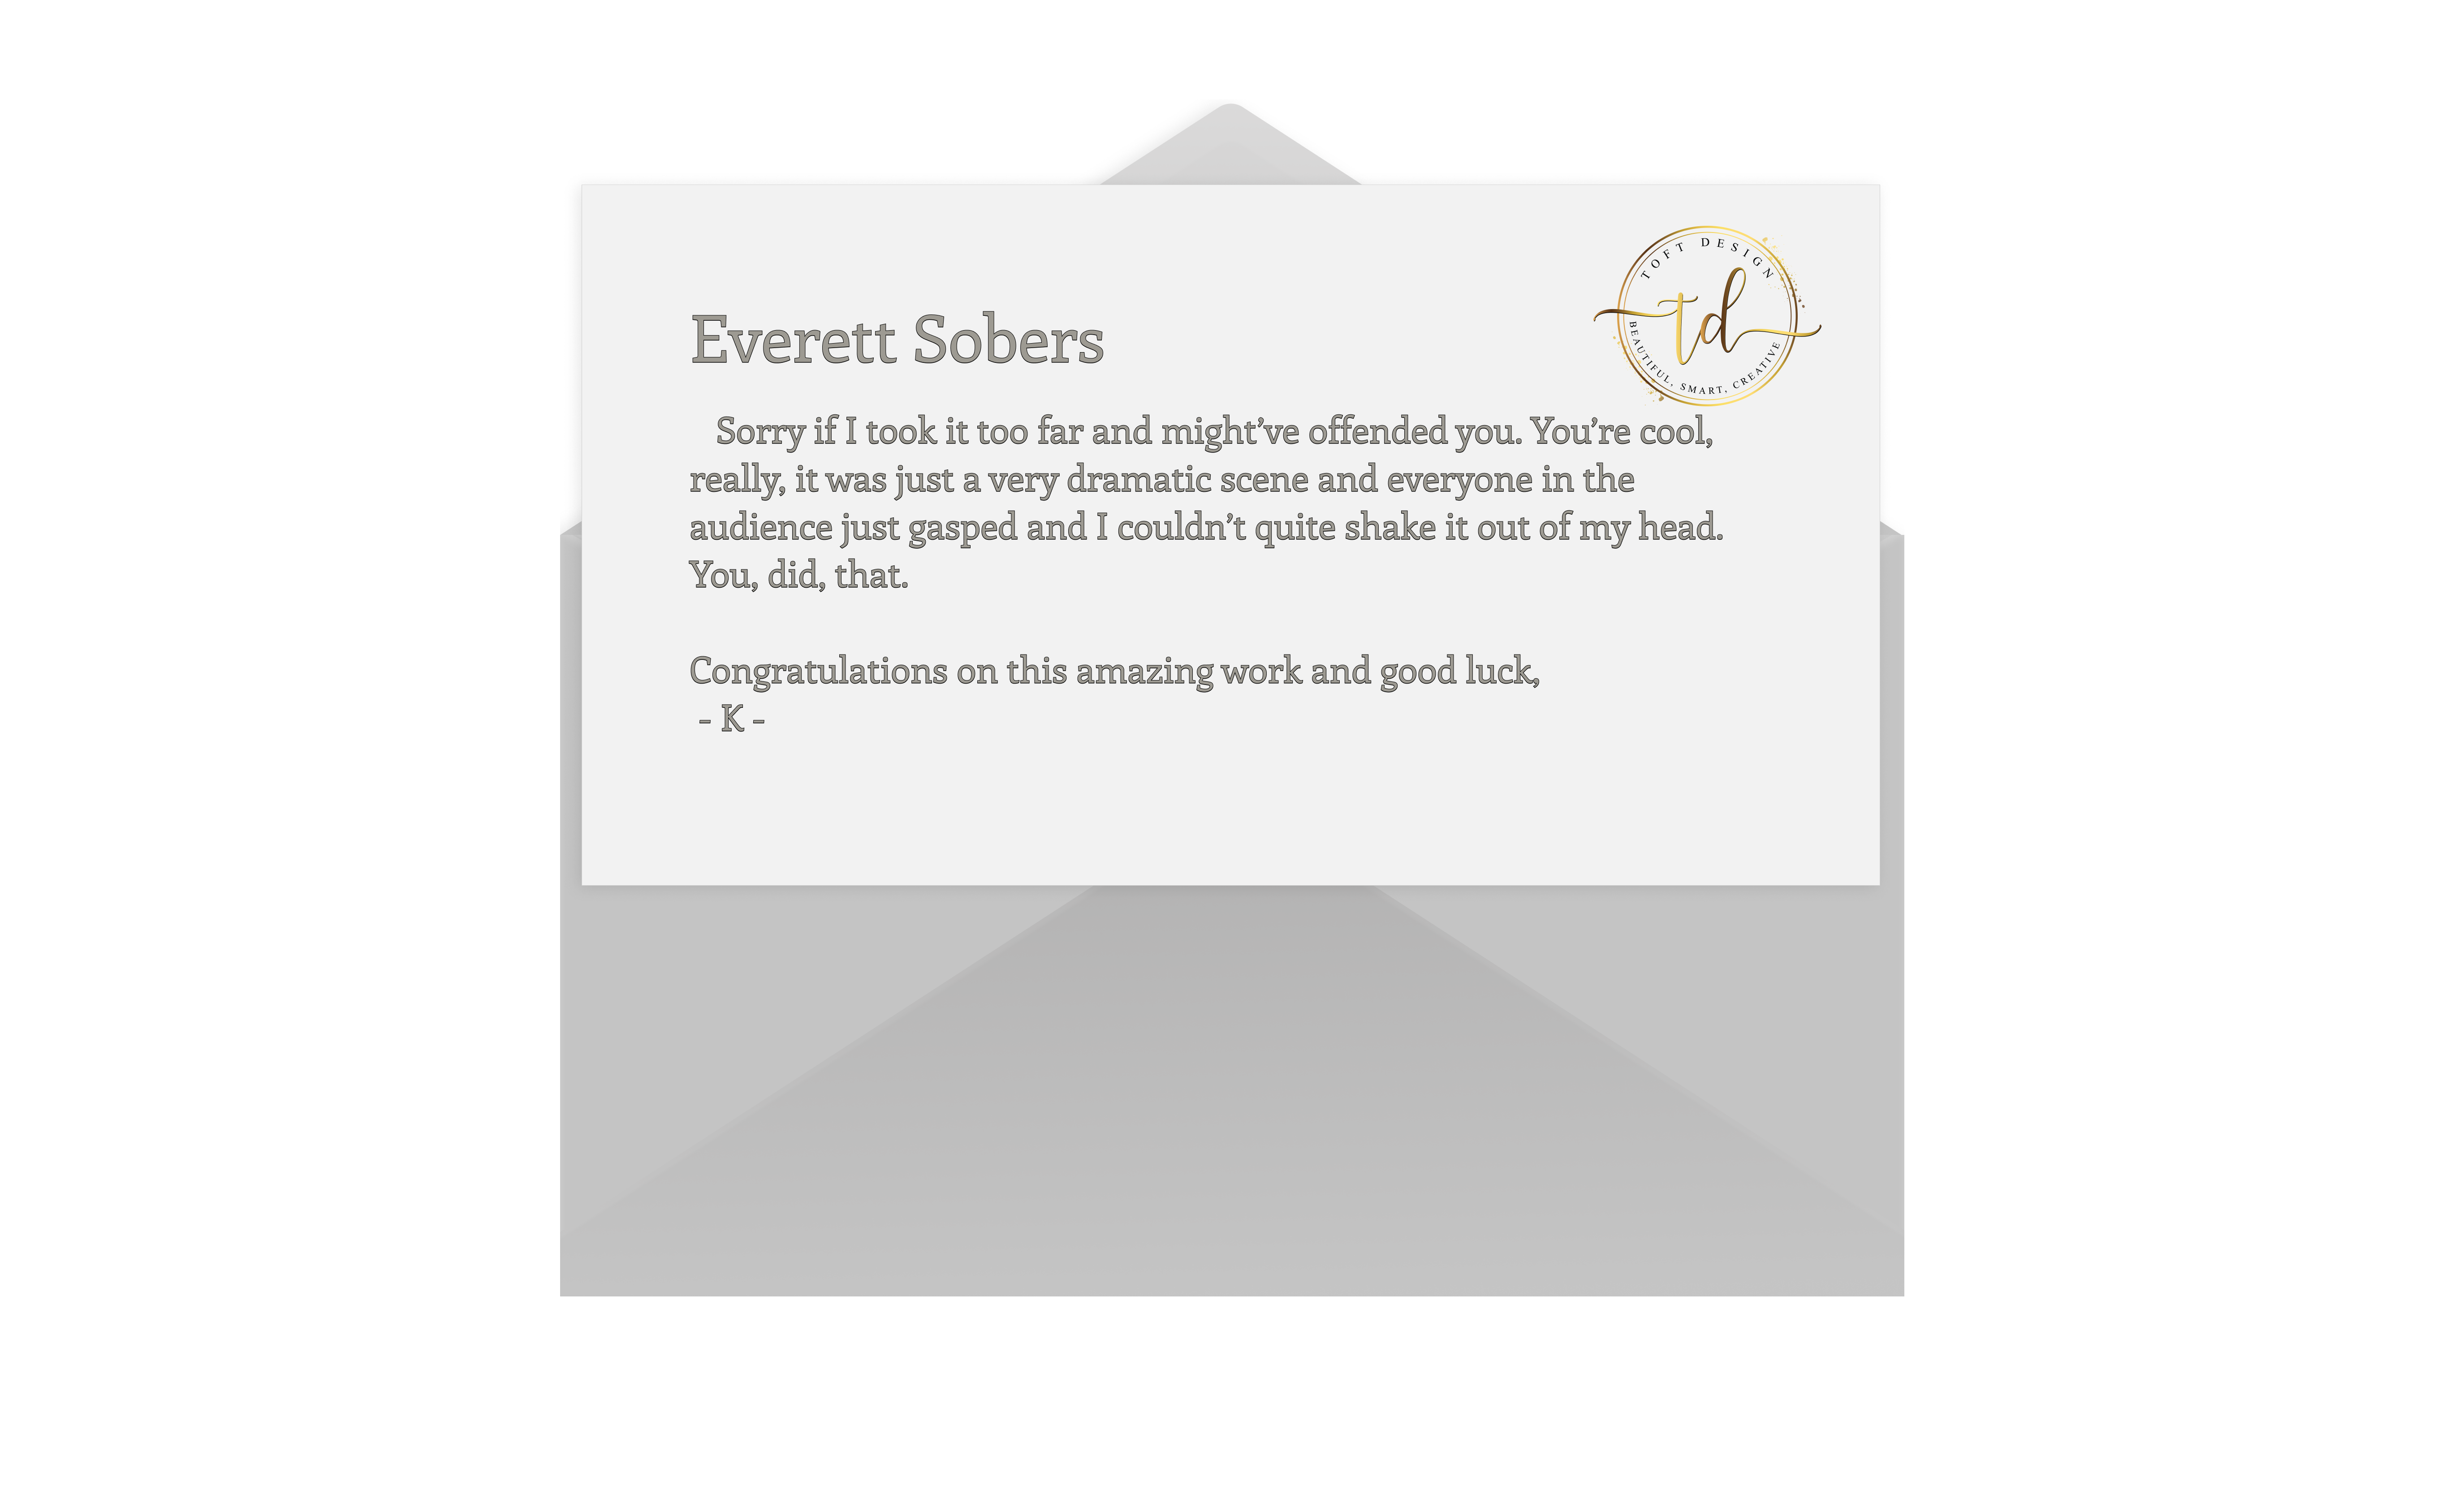 TOFT DESIGN
td
BEAUTIFUL, SMART, CREATIVE
Everett Sobers
Sorry if I took it too far and might’ve offended you. You’re cool,
really, it was just a very dramatic scene and everyone in the
audience just gasped and I couldn’t quite shake it out of my head.
You, did, that.
Congratulations on this amazing work and good luck,
- K -